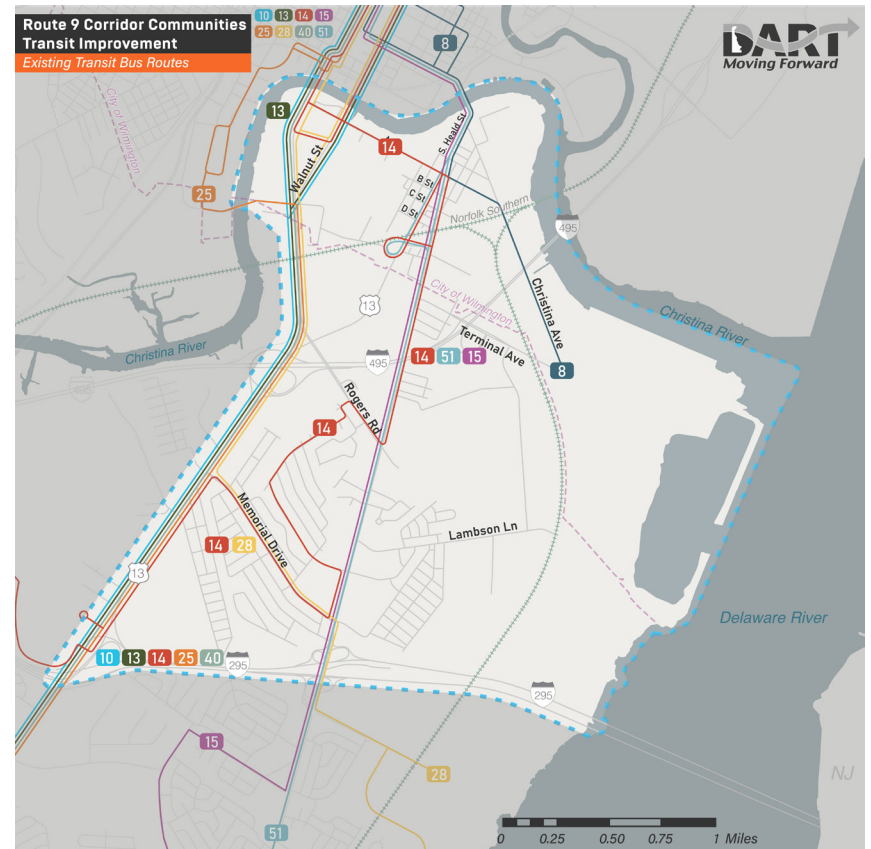 Route 9 Corridor Communities
Transit Improvement
Existing Transit Bus Routes
10 13 14 15
25 28 40 51
8
DART
Moving Forward
13
City of Wilmington
14
S. Heald St
Walnut St
B St
C St
D St
25
Norfolk Southern
495
City of Wilmington
Christina Ave
13
Christina River
Christina River
Terminal Ave
495
495
14 51 15
8
Rogers Rd
14
Memorial Drive
Lambson Ln
14 28
13
Delaware River
10 13 14 25 40
295
295
15
28
NJ
51
0 0.25 0.50 0.75 1 Miles